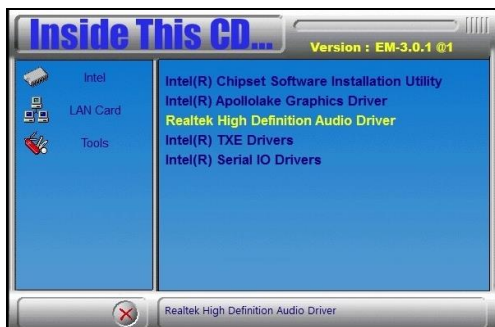 Inside This CD...
Version : EM-3.0.1 @1
Intel
LAN Card
Tools
Intel(R) Chipset Software Installation Utility
Intel(R) Apollolake Graphics Driver
Realtek High Definition Audio Driver
Intel(R) TXE Drivers
Intel(R) Serial IO Drivers
Realtek High Definition Audio Driver